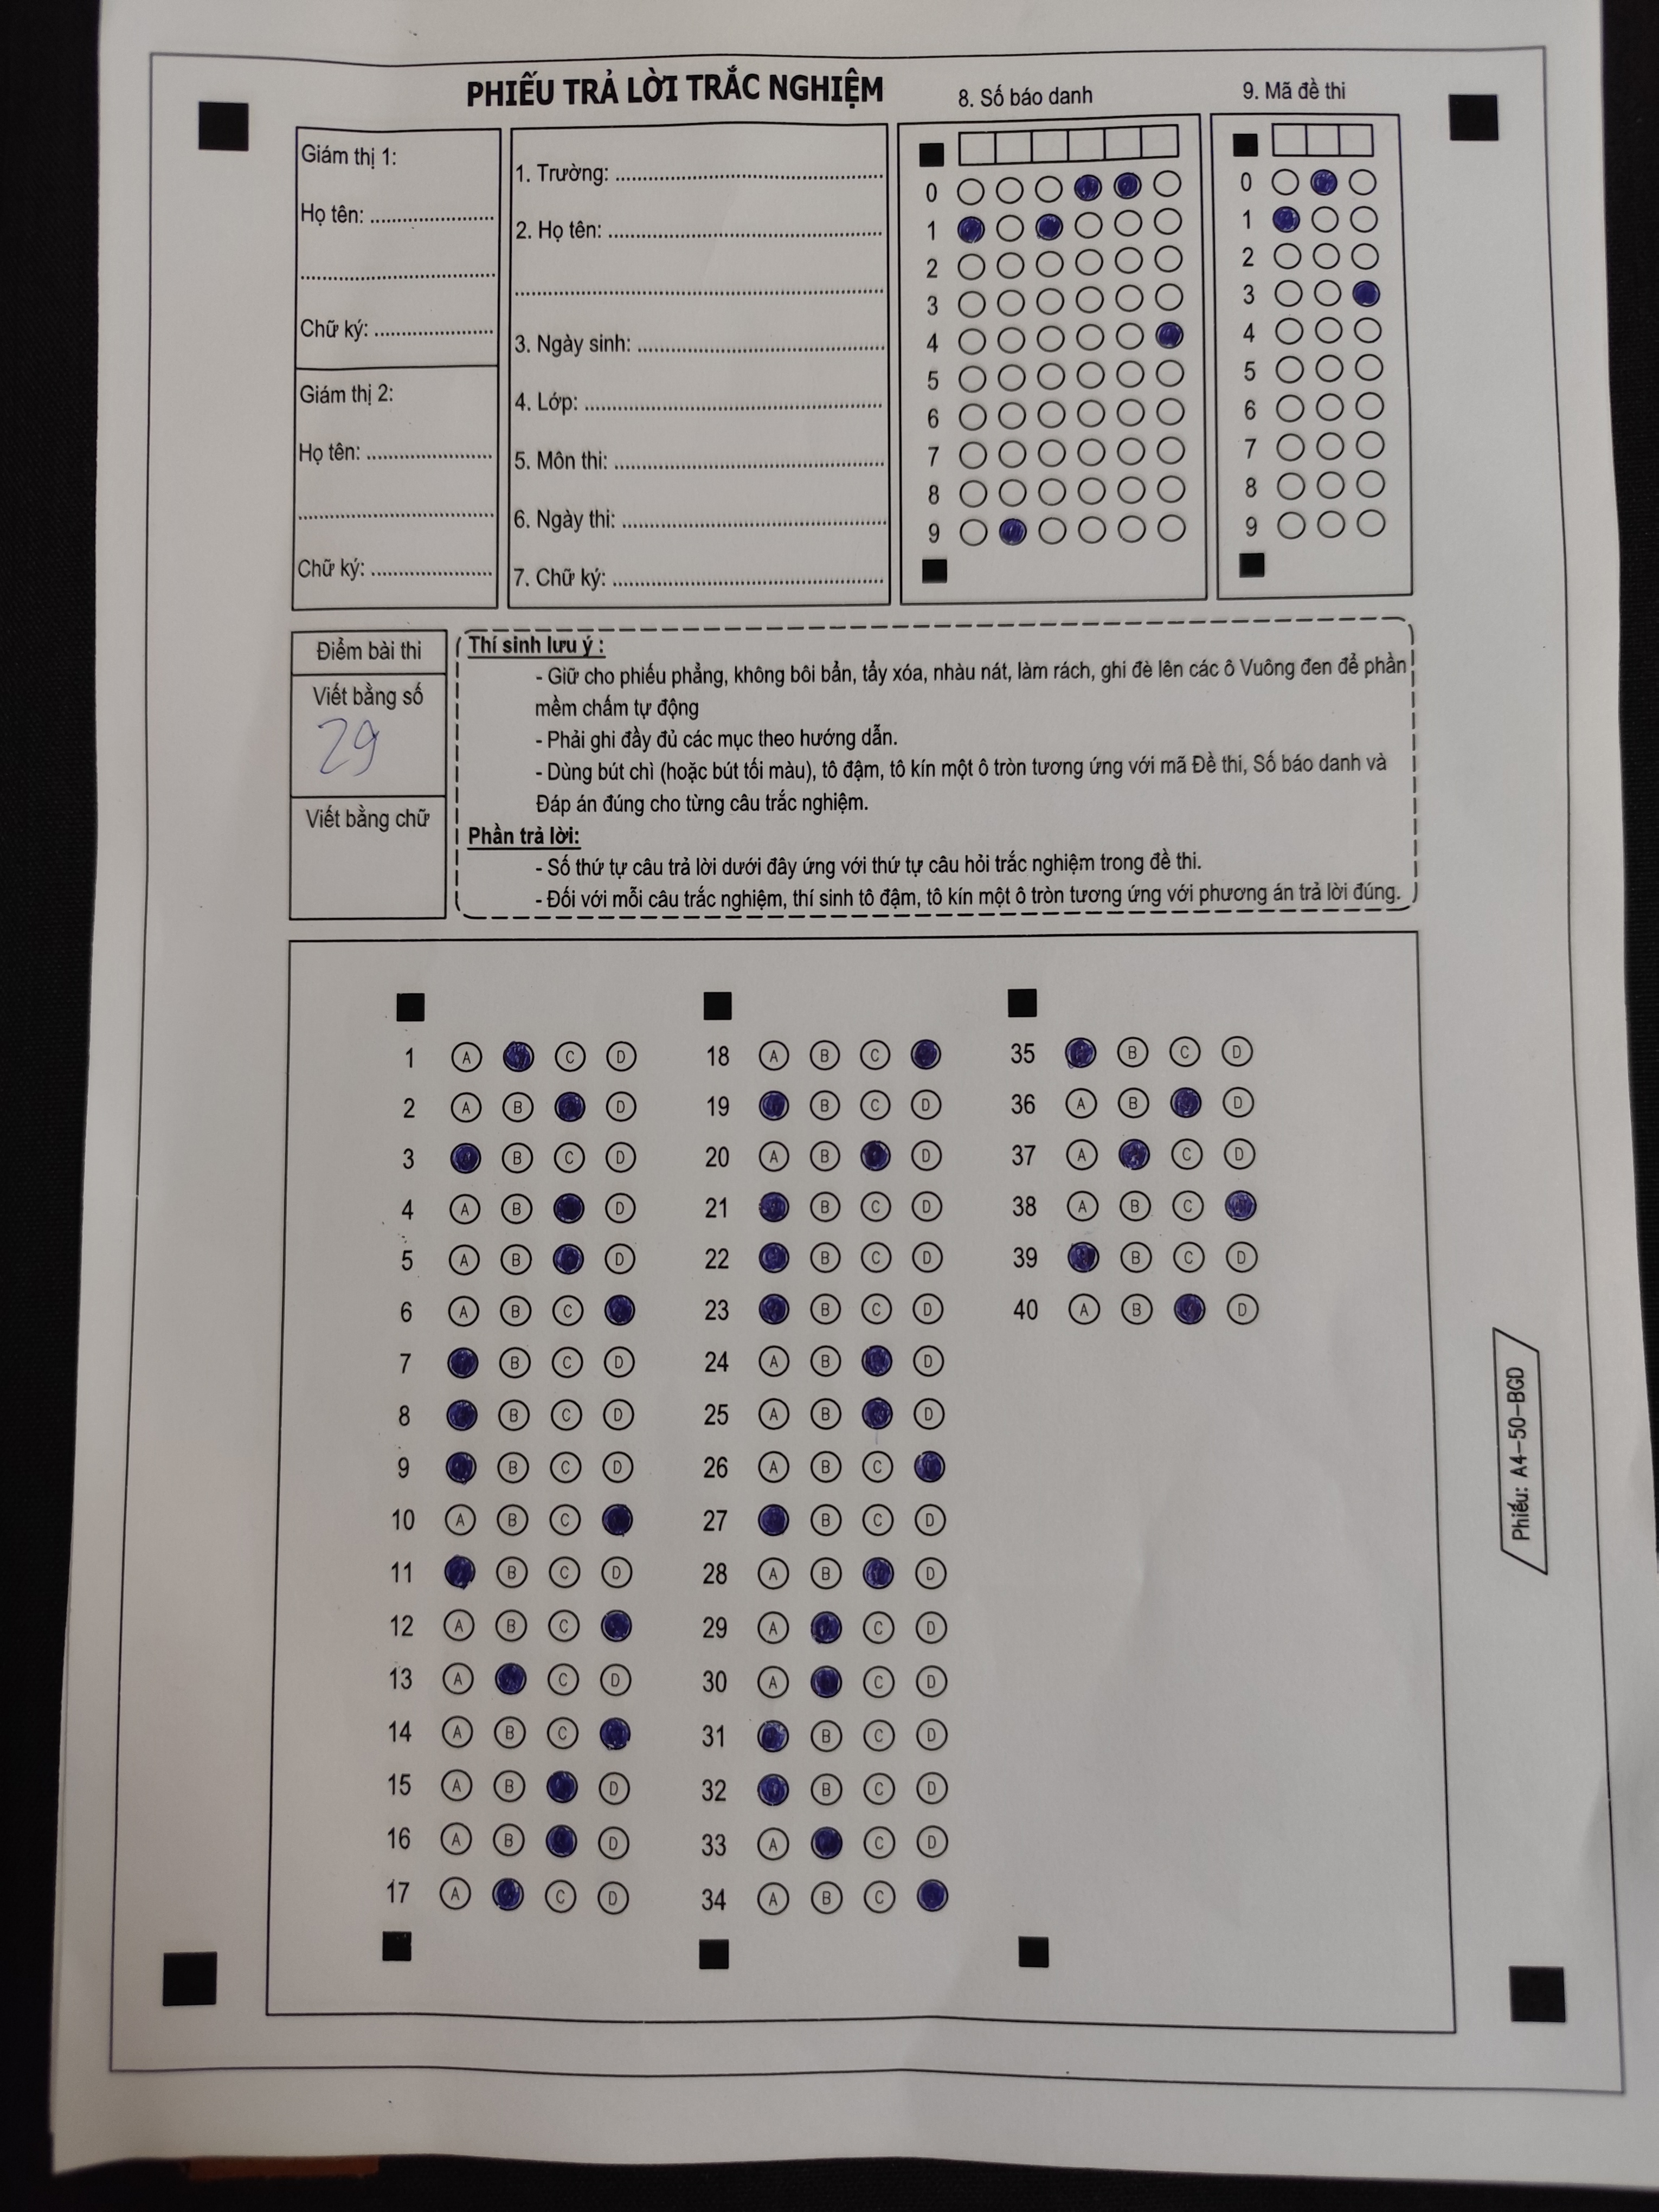 PHIẾU TRẢ LỜI TRẮC NGHIỆM
8. Số báo danh
9. Mã đề thi
Giám thị 1:
Họ tên: ......................
...................................
Chữ ký: .....................
Giám thị 2:
Họ tên: ......................
...................................
Chữ ký: .....................
1. Trường: ................................................
2. Họ tên: .................................................
..................................................................
3. Ngày sinh: ............................................
4. Lớp: .....................................................
5. Môn thi: ................................................
6. Ngày thi: ...............................................
7. Chữ ký: ................................................
0
1
2
3
4
5
6
7
8
9
0
1
2
3
4
5
6
7
8
9
Điểm bài thi
Viết bằng số
29
Viết bằng chữ
Thí sinh lưu ý :
- Giữ cho phiếu phẳng, không bôi bẩn, tẩy xóa, nhàu nát, làm rách, ghi đè lên các ô Vuông đen để phần
mềm chấm tự động
- Phải ghi đầy đủ các mục theo hướng dẫn.
- Dùng bút chì (hoặc bút tối màu), tô đậm, tô kín một ô tròn tương ứng với mã Đề thi, Số báo danh và
Đáp án đúng cho từng câu trắc nghiệm.
Phần trả lời:
- Số thứ tự câu trả lời dưới đây ứng với thứ tự câu hỏi trắc nghiệm trong đề thi.
- Đối với mỗi câu trắc nghiệm, thí sinh tô đậm, tô kín một ô tròn tương ứng với phương án trả lời đúng.
1 A C D
2 A B D
3 B C D
4 A B D
5 A B D
6 A B C
7 B C D
8 B C D
9 B C D
10 A B C
11 B C D
12 A B C
13 A C D
14 A B C
15 A B D
16 A B D
17 A C D
18 A B C
19 B C D
20 A B D
21 B C D
22 B C D
23 B C D
24 A B D
25 A B D
26 A B C
27 B C D
28 A B D
29 A C D
30 A C D
31 B C D
32 B C D
33 A C D
34 A B C
35 B C D
36 A B D
37 A C D
38 A B C
39 B C D
40 A B D
Phiếu: A4-50-BGD